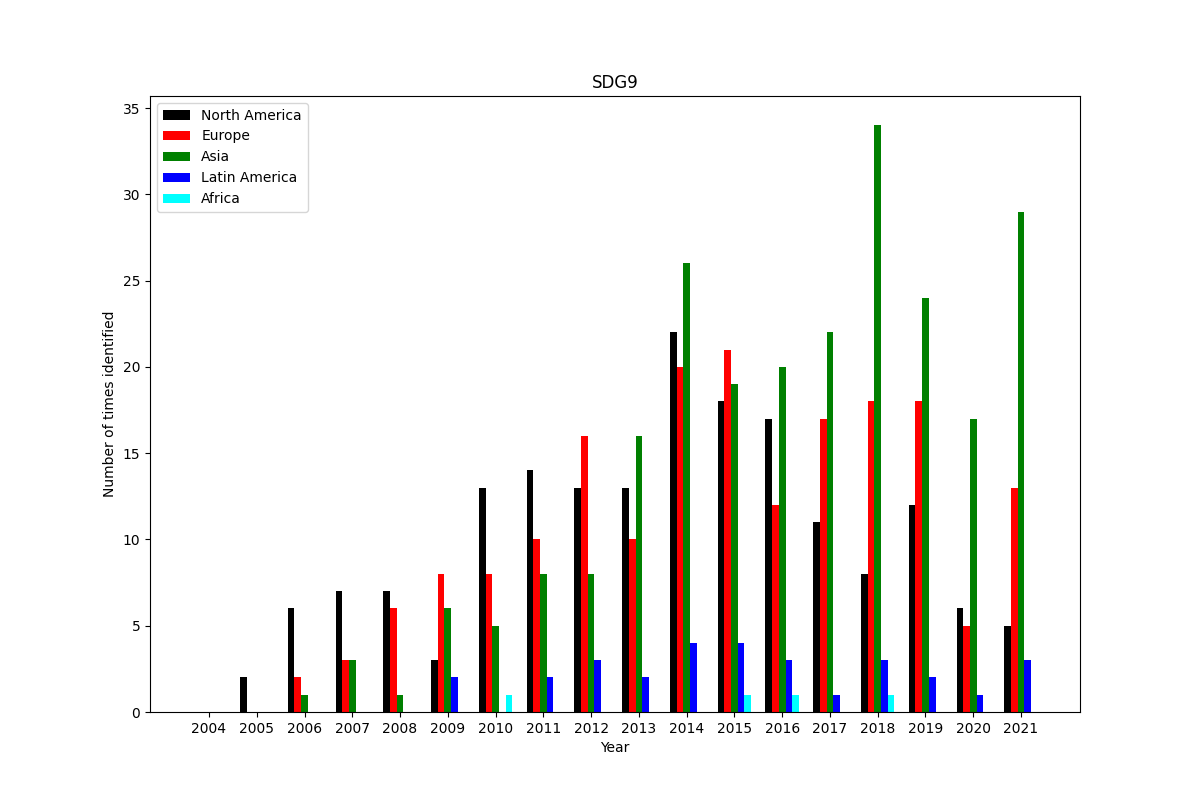 SDG9
35
30
25
20
15
10
5
0
Number of times identified
North America
Europe
Asia
Latin America
Africa
2004 2005 2006 2007 2008 2009 2010 2011 2012 2013 2014 2015 2016 2017 2018 2019 2020 2021
Year